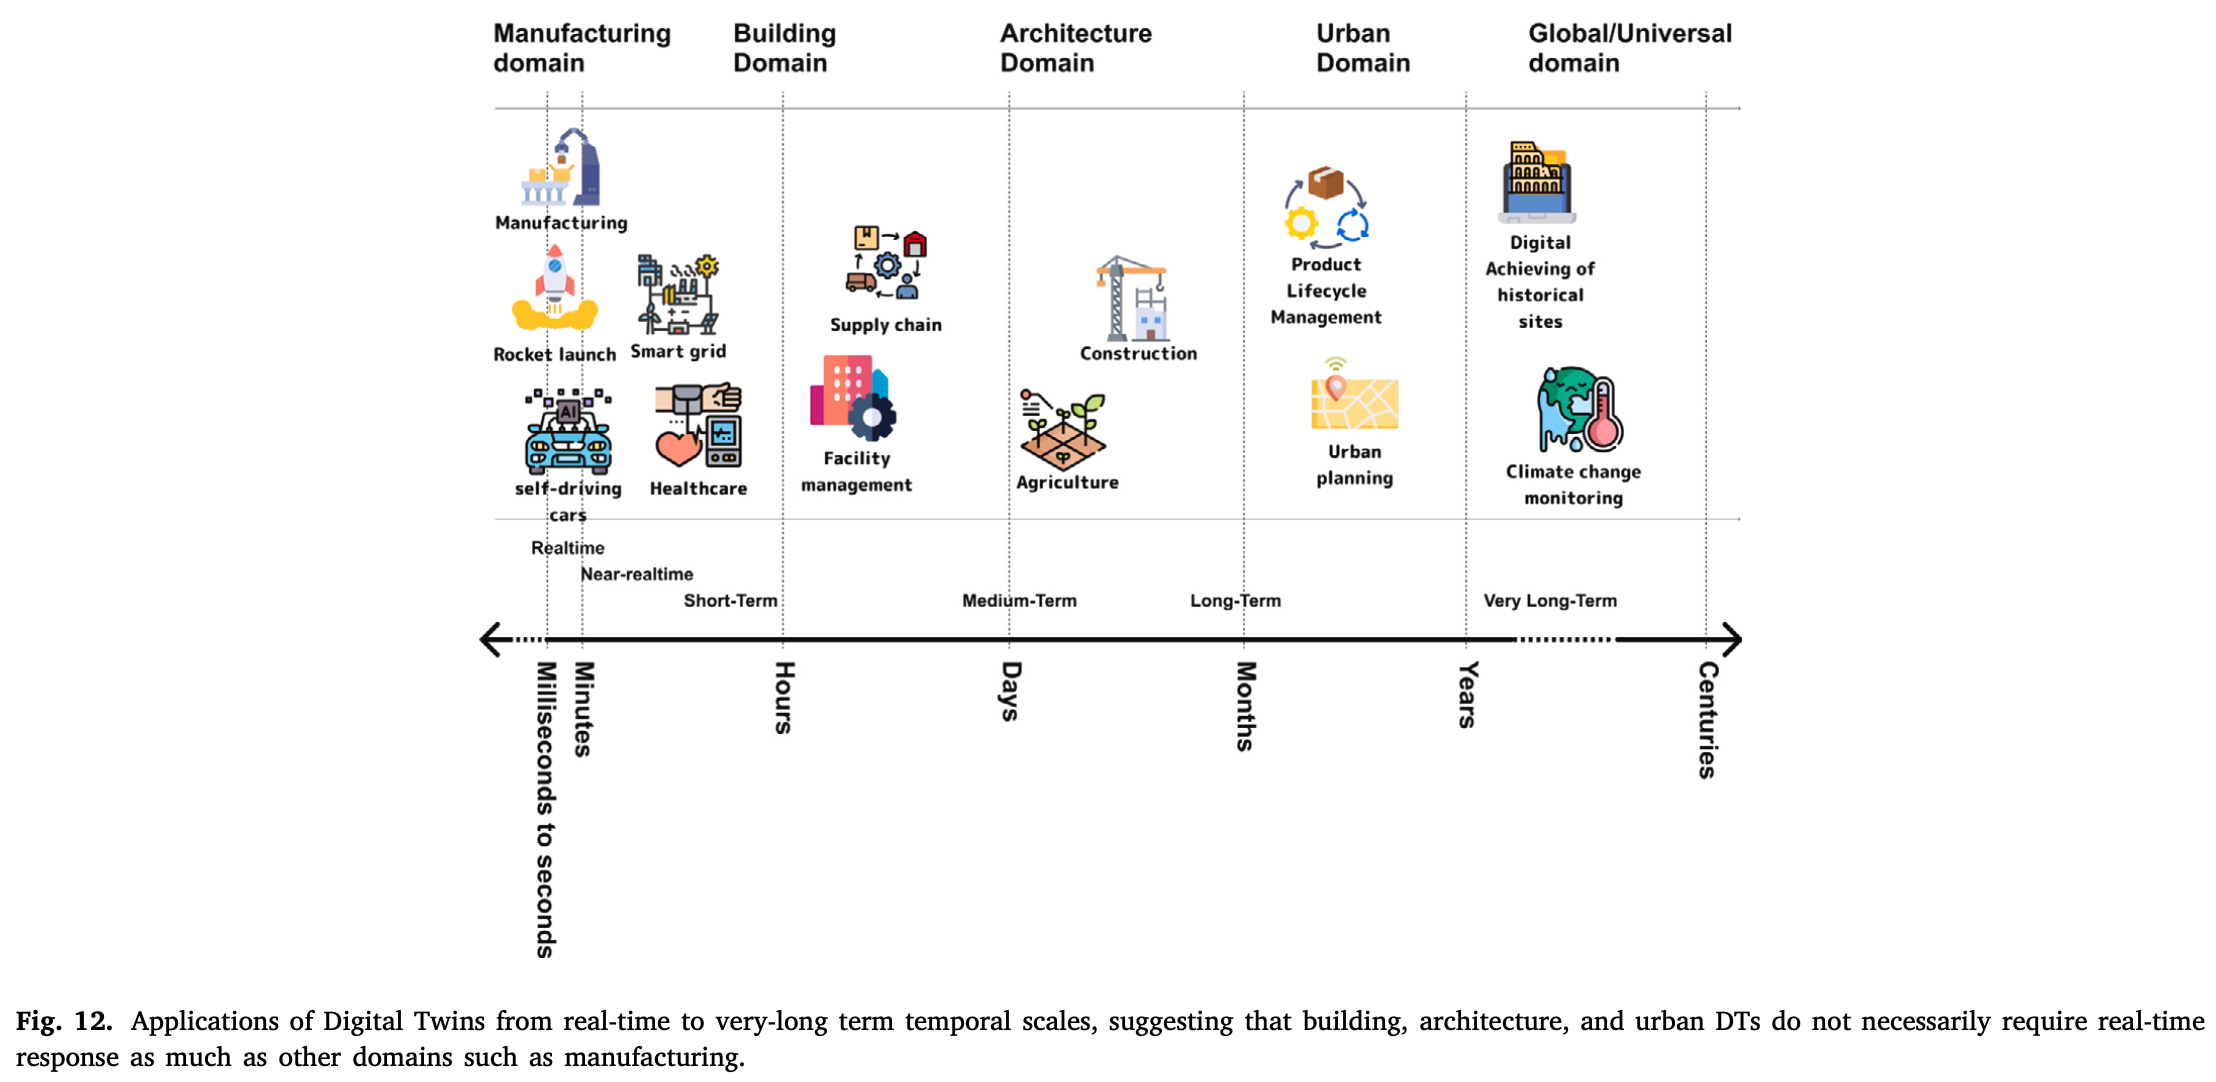 Manufacturing
domain
Building
Domain
Architecture
Domain
Urban
Domain
Global/Universal
domain
Manufacturing
Rocket launch
self-driving
cars
Smart grid
Healthcare
Supply chain
Facility
management
Construction
Agriculture
Product
Lifecycle
Management
Urban
planning
Digital
Achieving of
historical
sites
Climate change
monitoring
AI
Realtime
Near-realtime
Short-Term
Medium-Term
Long-Term
Very Long-Term
Milliseconds to seconds
Minutes
Hours
Days
Months
Years
Centuries
Fig. 12. Applications of Digital Twins from real-time to very-long term temporal scales, suggesting that building, architecture, and urban DTs do not necessarily require real-time
response as much as other domains such as manufacturing.